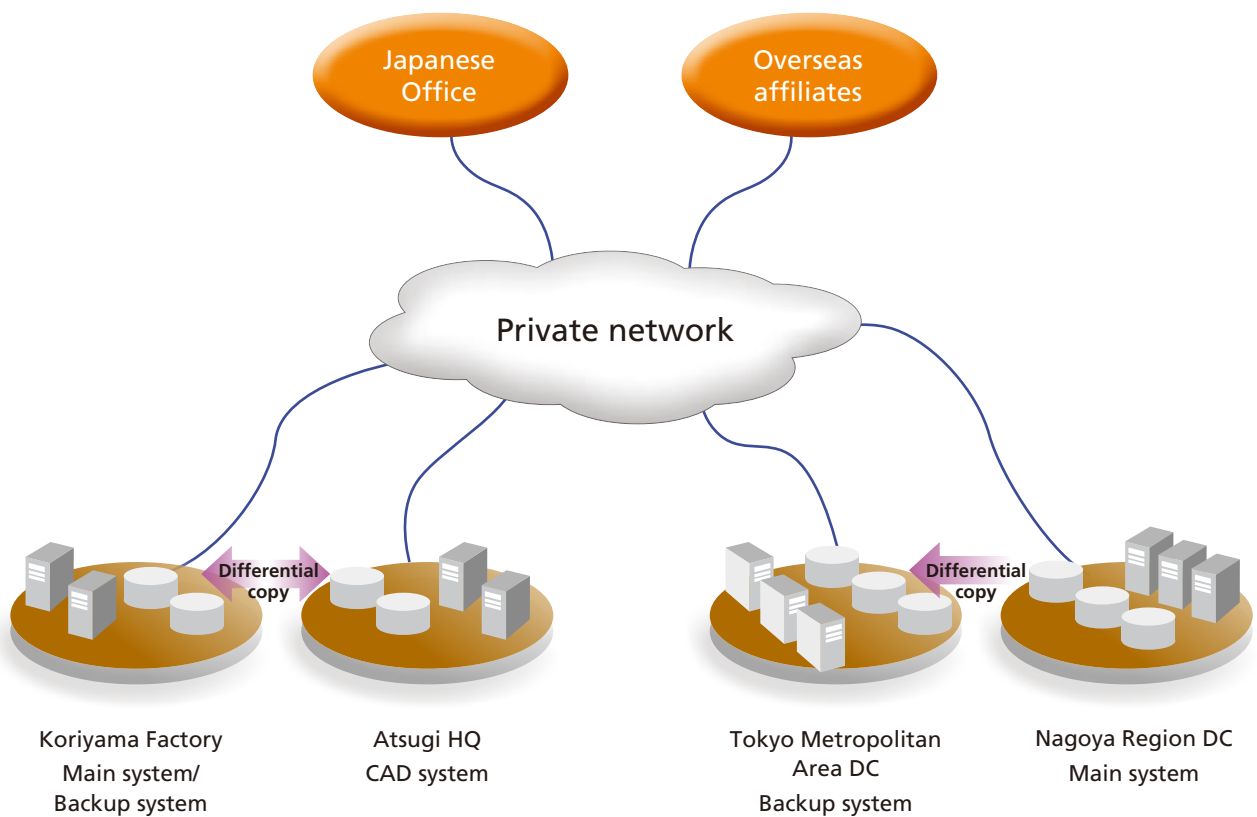 Japanese
Office
Overseas
affiliates
Private network
Differential
copy
Differential
copy
Koriyama Factory
Main system/
Backup system
Atsugi HQ
CAD system
Tokyo Metropolitan
Area DC
Backup system
Nagoya Region DC
Main system